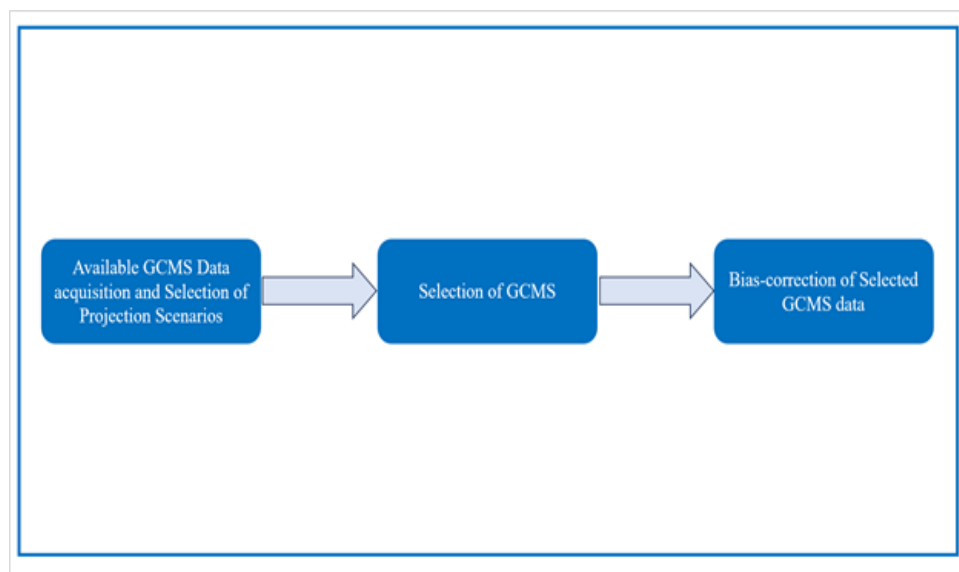 Available GCMS Data
acquisition and Selection of
Projection Scenarios
Selection of GCMS
Bias-correction of Selected
GCMS data